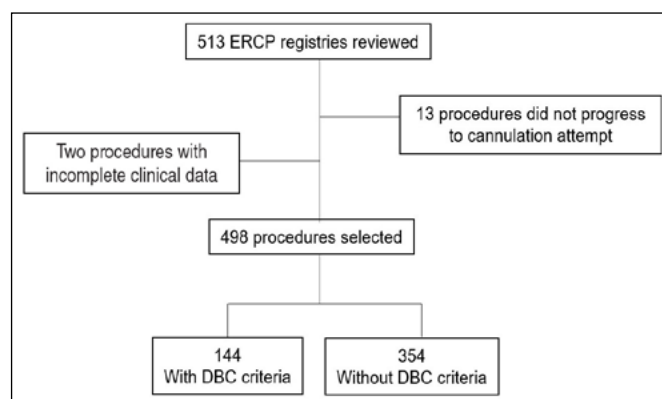 513 ERCP registries reviewed
13 procedures did not progress
to cannulation attempt
Two procedures with
incomplete clinical data
498 procedures selected
144
With DBC criteria
354
Without DBC criteria